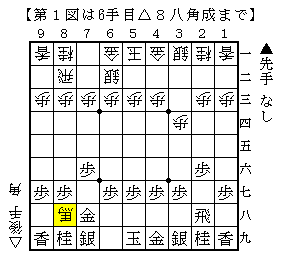 【第１図は6手目△８八角成まで】
９ ８ ７ ６ ５ ４ ３ ２ １
香 桂 金 玉 金 銀 桂 香 一
飛 銀 二
歩 歩 歩 歩 歩 歩 歩 歩 三
歩 四
五
歩 歩 六
歩 歩 歩 歩 歩 歩 歩 七
馬 金 飛 八
香 桂 銀 玉 金 銀 桂 香 九
▲先手 なし
△後手 角